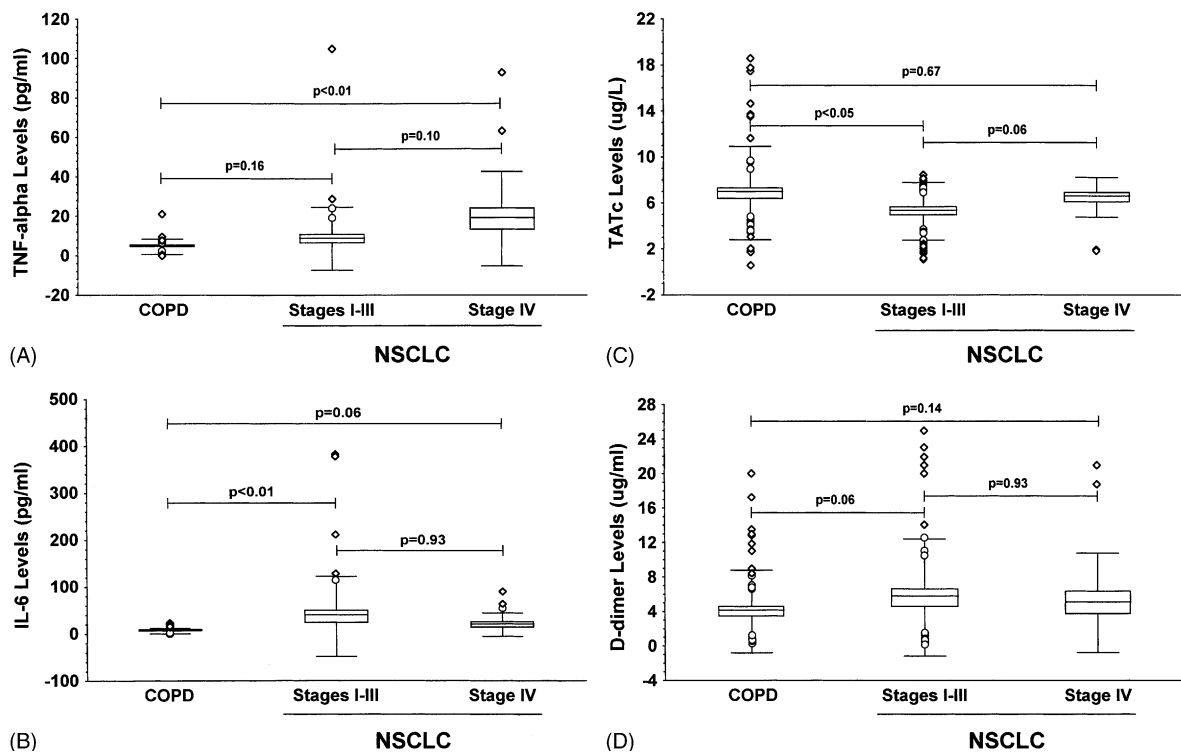 120
100
80
60
40
20
0
-20
TNF-alpha Levels (pg/ml)
p<0.01
p=0.10
p=0.16
COPD
Stages I-III
Stage IV
NSCLC
(A)
22
18
14
10
6
2
-2
TATc Levels (ug/L)
p=0.67
p<0.05
p=0.06
COPD
Stages I-III
Stage IV
NSCLC
(C)
500
400
300
200
100
0
-100
IL-6 Levels (pg/ml)
p=0.06
p<0.01
p=0.93
COPD
Stages I-III
Stage IV
NSCLC
(B)
28
24
20
16
12
8
4
0
-4
D-dimer Levels (ug/ml)
p=0.14
p=0.93
p=0.06
COPD
Stages I-III
Stage IV
NSCLC
(D)